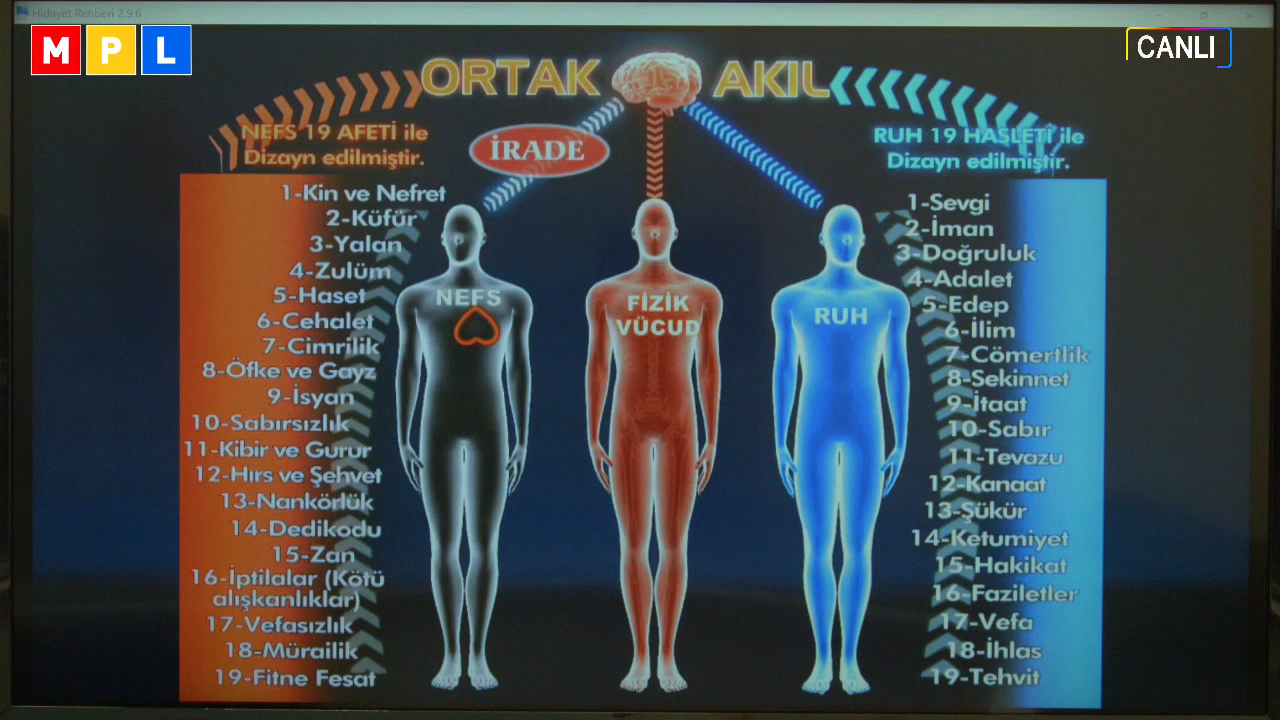 Hidayet Rehberi 2.9.6
M P L
CANLI
ORTAK AKIL
NEFS 19 AFETİ ile
Dizayn edilmiştir.
İRADE
RUH 19 HASLETİ ile
Dizayn edilmiştir.
1-Kin ve Nefret
2-Küfür
3-Yalan
4-Zulüm
5-Haset
6-Cehalet
7-Cimrilik
8-Öfke ve Gayz
9-İsyan
10-Sabırsızlık
11-Kibir ve Gurur
12-Hırs ve Şehvet
13-Nankörlük
14-Dedikodu
15-Zan
16-İptilalar (Kötü
alışkanlıklar)
17-Vefasızlık
18-Mürailik
19-Fitne Fesat
NEFS
FİZİK
VÜCUD
RUH
1-Sevgi
2-İman
3-Doğruluk
4-Adalet
5-Edep
6-İlim
7-Cömertlik
8-Sekinnet
9-İtaat
10-Sabır
11-Tevazu
12-Kanaat
13-Şükür
14-Ketumiyet
15-Hakikat
16-Faziletler
17-Vefa
18-İhlas
19-Tehvit